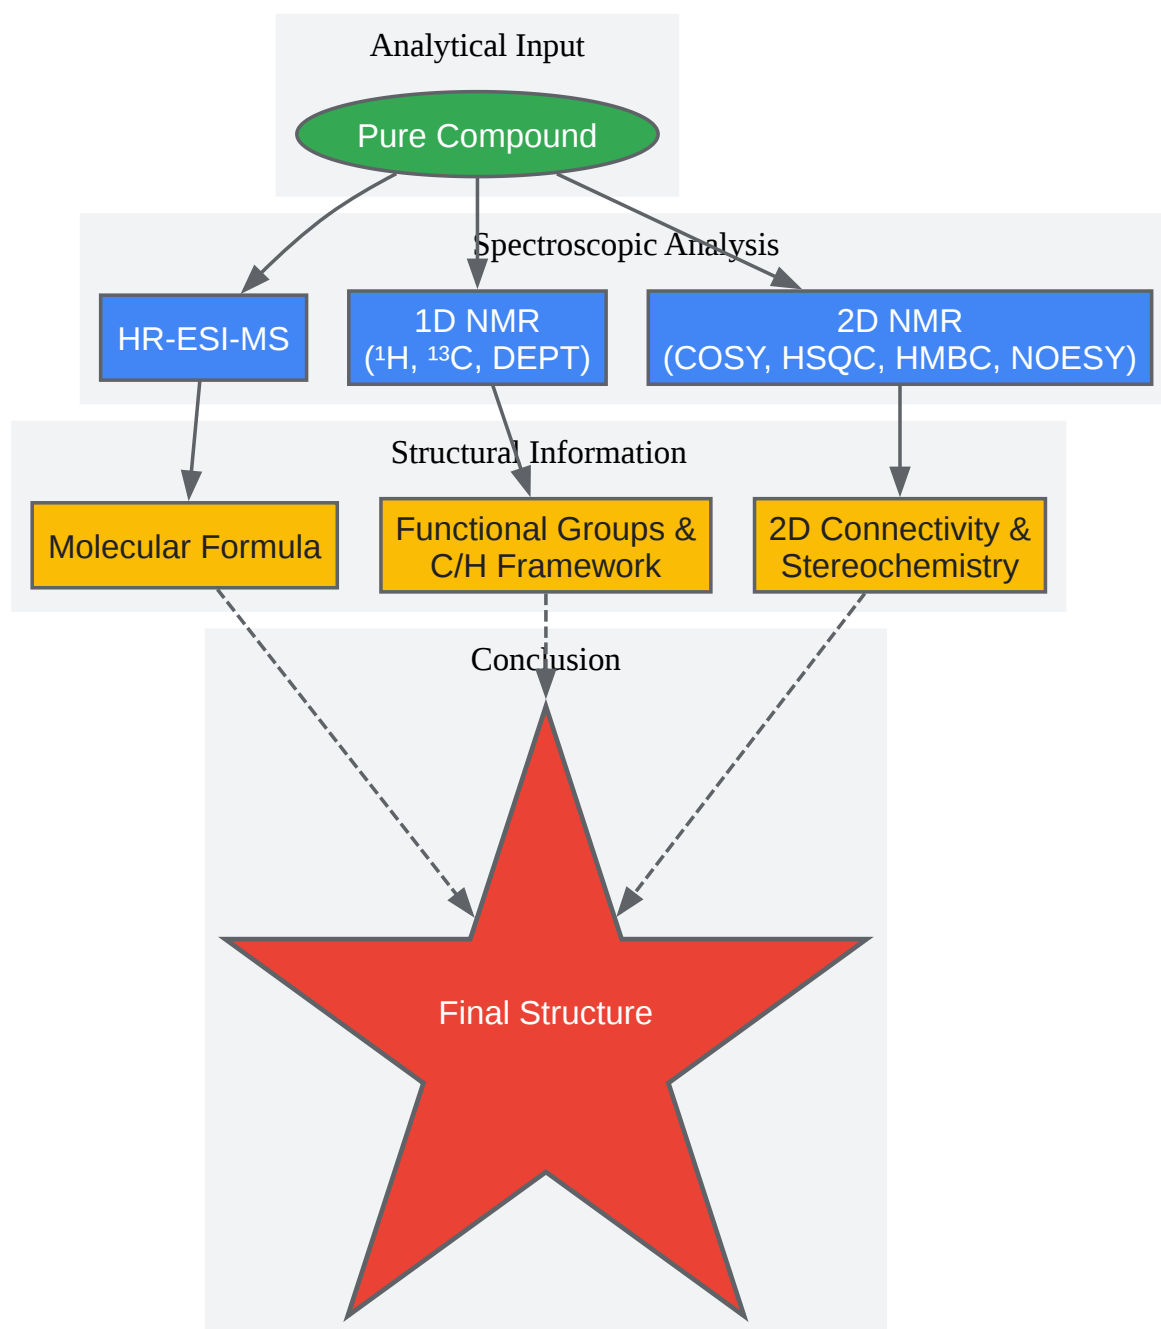 Analytical Input
Pure Compound
Spectroscopic Analysis
HR-ESI-MS
1D NMR
(¹H, ¹³C, DEPT)
2D NMR
(COSY, HSQC, HMBC, NOESY)
Structural Information
Molecular Formula
Functional Groups &
C/H Framework
2D Connectivity &
Stereochemistry
Conclusion
Final Structure